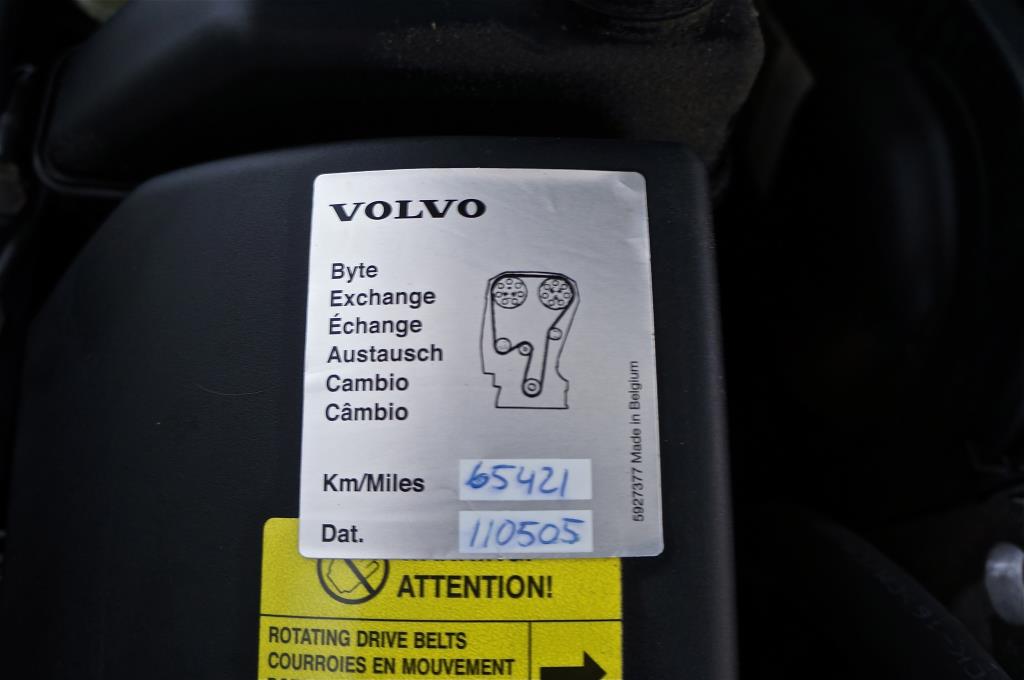 VOLVO
Byte
Exchange
Échange
Austausch
Cambio
Câmbio
Km/Miles 65421
Dat. 110505
5927377 Made in Belgium
ATTENTION!
ROTATING DRIVE BELTS
COURROIES EN MOUVEMENT